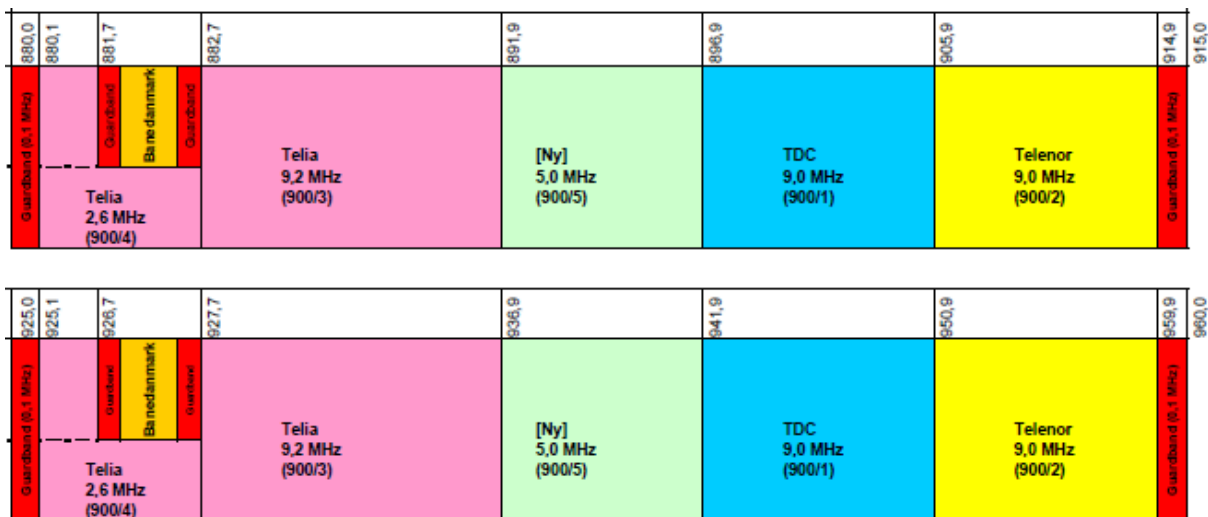 880,0
880,1
881,7
882,7
891,9
896,9
905,9
914,9
915,0
Guardband (0,1 MHz)
Guardband
Banedanmark
Guardband
Telia
2,6 MHz
(900/4)
Telia
9,2 MHz
(900/3)
[Ny]
5,0 MHz
(900/5)
TDC
9,0 MHz
(900/1)
Telenor
9,0 MHz
(900/2)
Guardband (0,1 MHz)
925,0
925,1
926,7
927,7
936,9
941,9
950,9
959,9
960,0
Guardband (0,1 MHz)
Guardband
Banedanmark
Guardband
Telia
2,6 MHz
(900/4)
Telia
9,2 MHz
(900/3)
[Ny]
5,0 MHz
(900/5)
TDC
9,0 MHz
(900/1)
Telenor
9,0 MHz
(900/2)
Guardband (0,1 MHz)